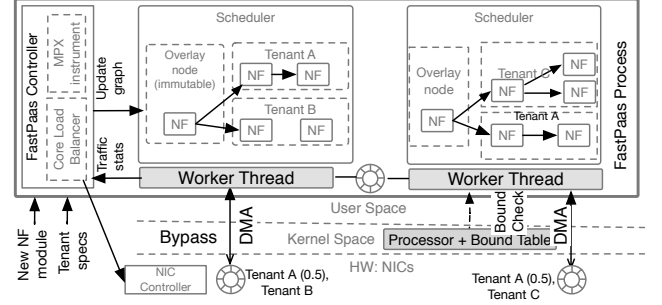 FastPaas Controller
MPX
instrument
Core Load
Balancer
Update
graph
Traffic
stats
Scheduler
Overlay
node
(immutable)
NF
Tenant A
NF
NF
Tenant B
NF
NF
Worker Thread
Scheduler
Overlay
node
NF
Tenant C
NF
NF
NF
Tenant A
NF
NF
Worker Thread
FastPaaS Process
User Space
New NF
module
Tenant
specs
Bypass
DMA
Kernel Space
Processor + Bound Table
Bound
Check
DMA
HW: NICs
NIC
Controller
Tenant A (0.5),
Tenant B
Tenant A (0.5),
Tenant C